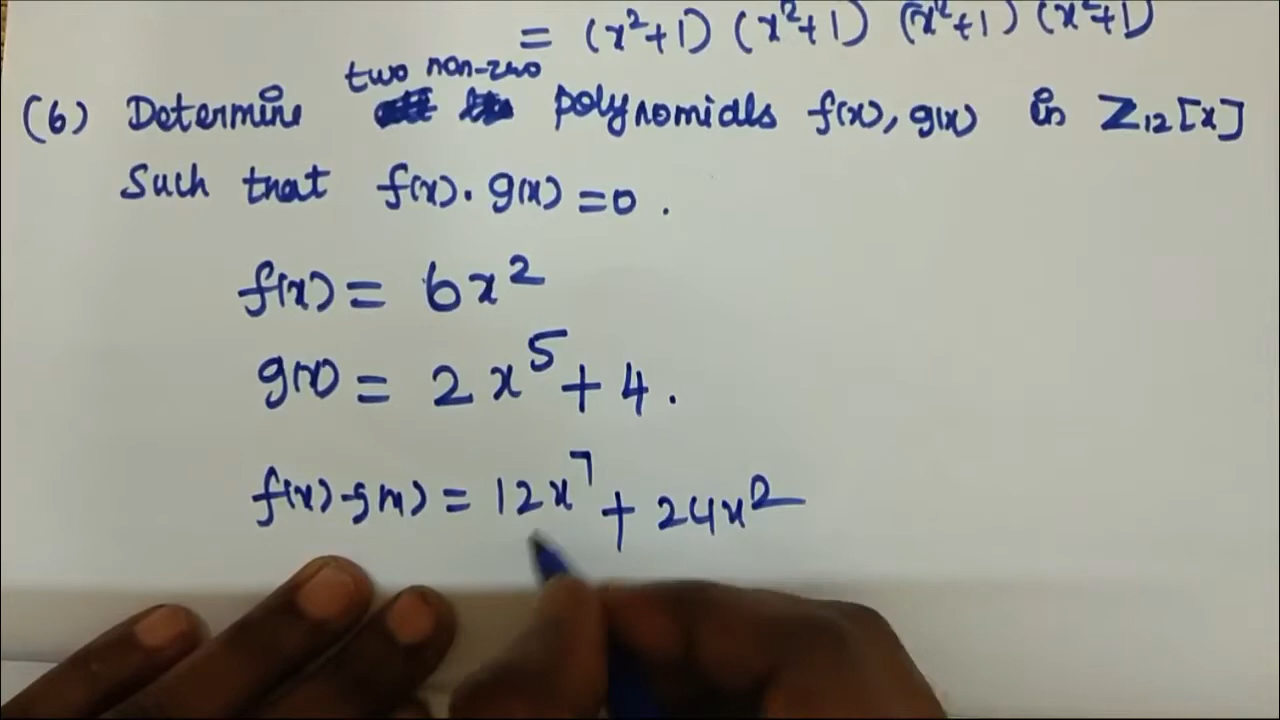 = (x²+1) (x²+1) (x²+1) (x²+1)
two non-zero
(6) Determine polynomials f(x), g(x) in Z₁₂[x]
Such that f(x). g(x) =0 .
f(x) = 6x²
g(x) = 2x⁵+4.
f(x)-g(x) = 12x⁷ + 24x²